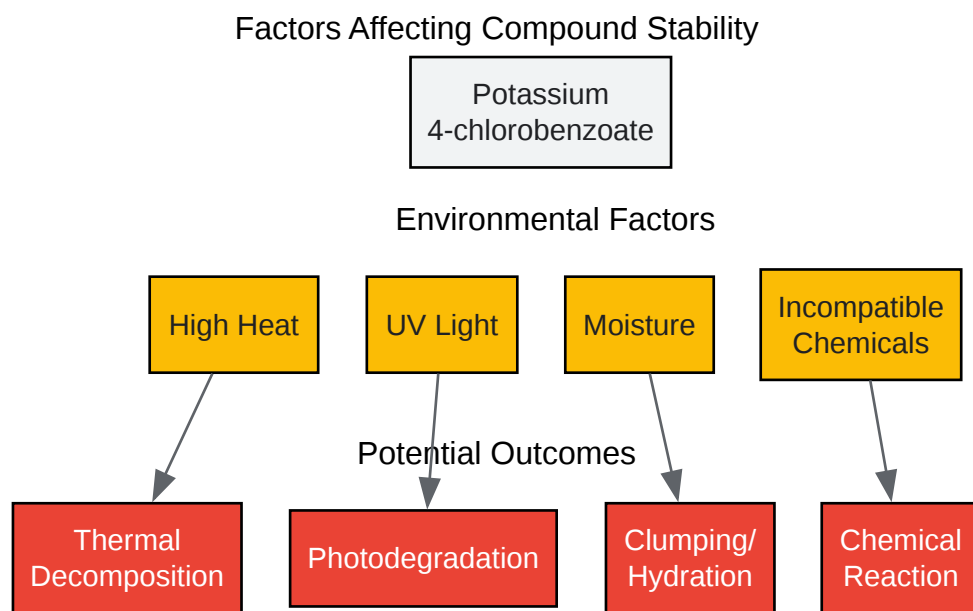 Factors Affecting Compound Stability
Potassium
4-chlorobenzoate
Environmental Factors
High Heat
UV Light
Moisture
Incompatible
Chemicals
Potential Outcomes
Thermal
Decomposition
Photodegradation
Clumping/
Hydration
Chemical
Reaction